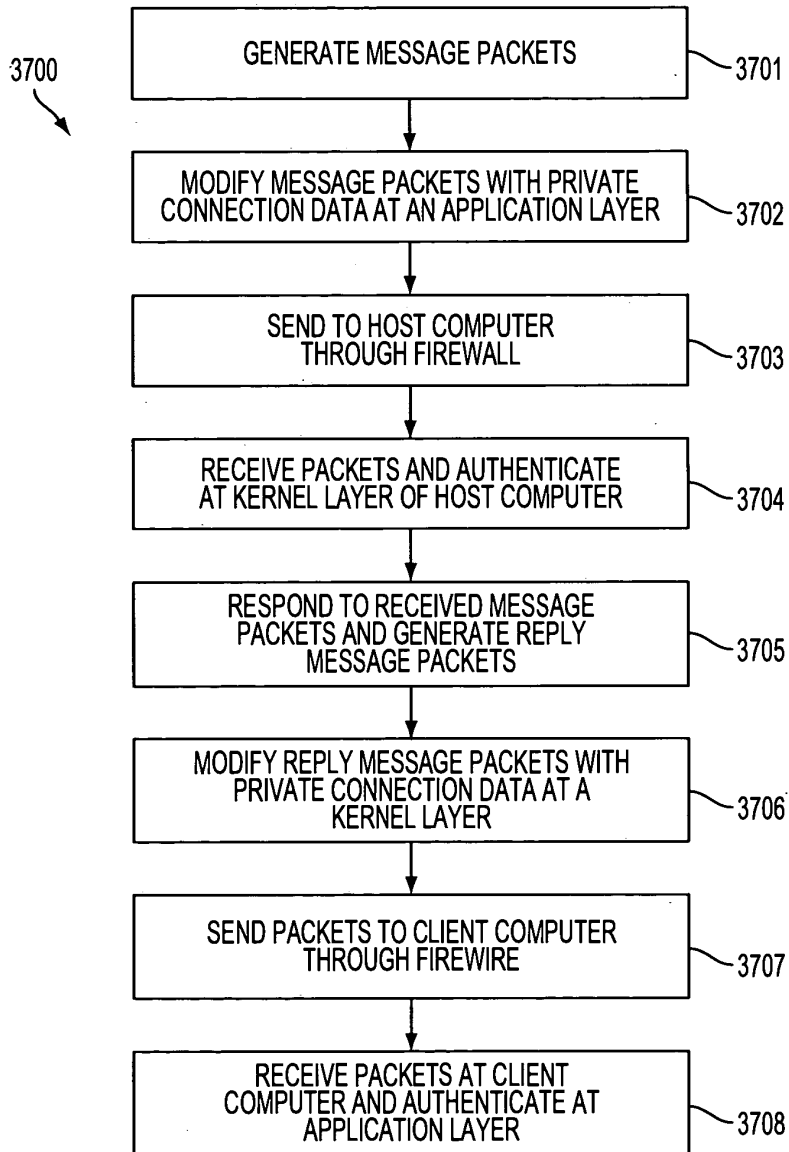 3700
GENERATE MESSAGE PACKETS
3701
MODIFY MESSAGE PACKETS WITH PRIVATE
CONNECTION DATA AT AN APPLICATION LAYER
3702
SEND TO HOST COMPUTER
THROUGH FIREWALL
3703
RECEIVE PACKETS AND AUTHENTICATE
AT KERNEL LAYER OF HOST COMPUTER
3704
RESPOND TO RECEIVED MESSAGE
PACKETS AND GENERATE REPLY
MESSAGE PACKETS
3705
MODIFY REPLY MESSAGE PACKETS WITH
PRIVATE CONNECTION DATA AT A
KERNEL LAYER
3706
SEND PACKETS TO CLIENT COMPUTER
THROUGH FIREWIRE
3707
RECEIVE PACKETS AT CLIENT
COMPUTER AND AUTHENTICATE AT
APPLICATION LAYER
3708